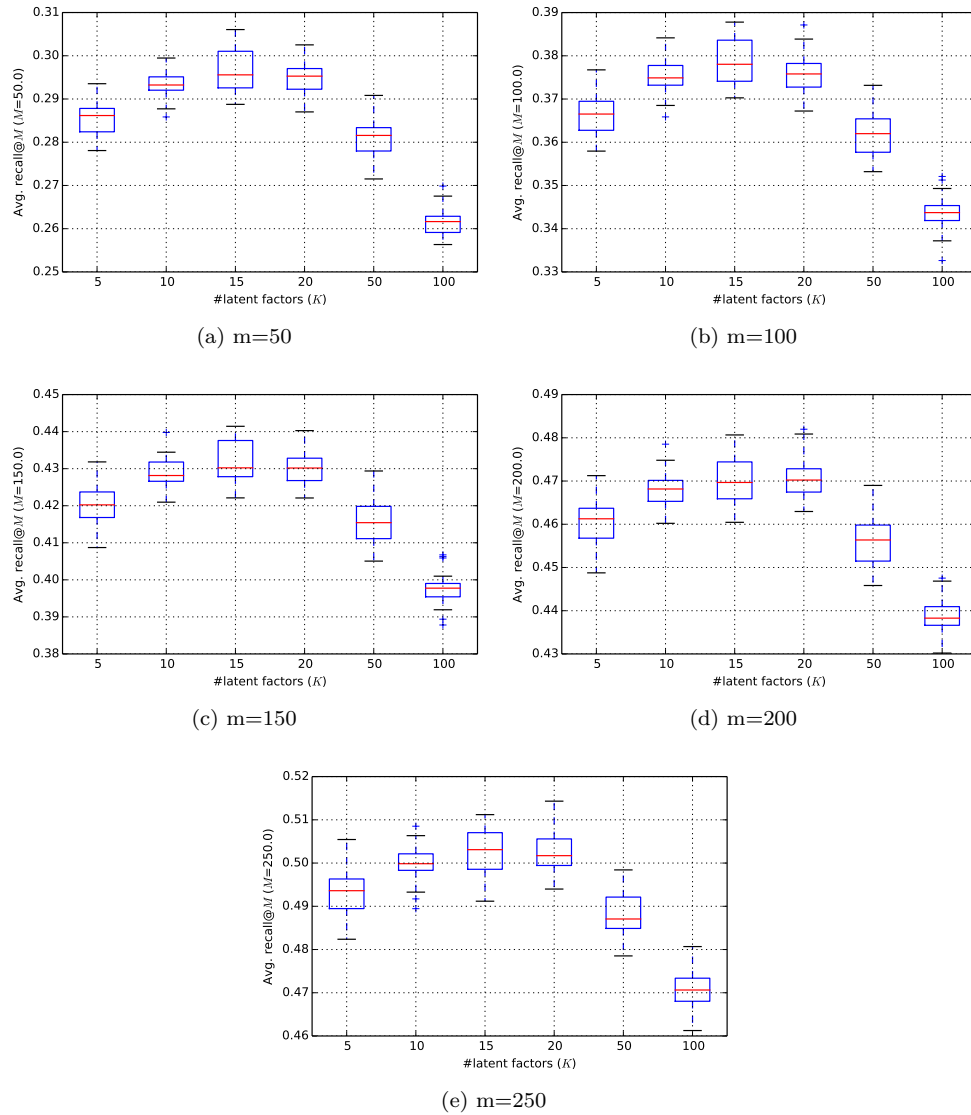 0.31
0.30
0.29
0.28
0.27
0.26
0.25
Avg. recall@M (M=50.0)
5 10 15 20 50 100
#latent factors (K)
(a) m=50
0.39
0.38
0.37
0.36
0.35
0.34
0.33
Avg. recall@M (M=100.0)
5 10 15 20 50 100
#latent factors (K)
(b) m=100
0.45
0.44
0.43
0.42
0.41
0.40
0.39
0.38
Avg. recall@M (M=150.0)
5 10 15 20 50 100
#latent factors (K)
(c) m=150
0.49
0.48
0.47
0.46
0.45
0.44
0.43
Avg. recall@M (M=200.0)
5 10 15 20 50 100
#latent factors (K)
(d) m=200
0.52
0.51
0.50
0.49
0.48
0.47
0.46
Avg. recall@M (M=250.0)
5 10 15 20 50 100
#latent factors (K)
(e) m=250